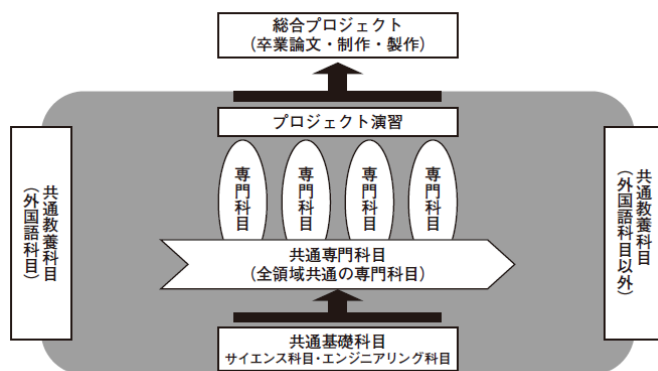 総合プロジェクト
(卒業論文・制作・製作)
プロジェクト演習
専門科目
専門科目
専門科目
専門科目
共通教養科目
(外国語科目)
共通教養科目
(外国語科目以外)
共通専門科目
(全領域共通の専門科目)
共通基礎科目
サイエンス科目・エンジニアリング科目